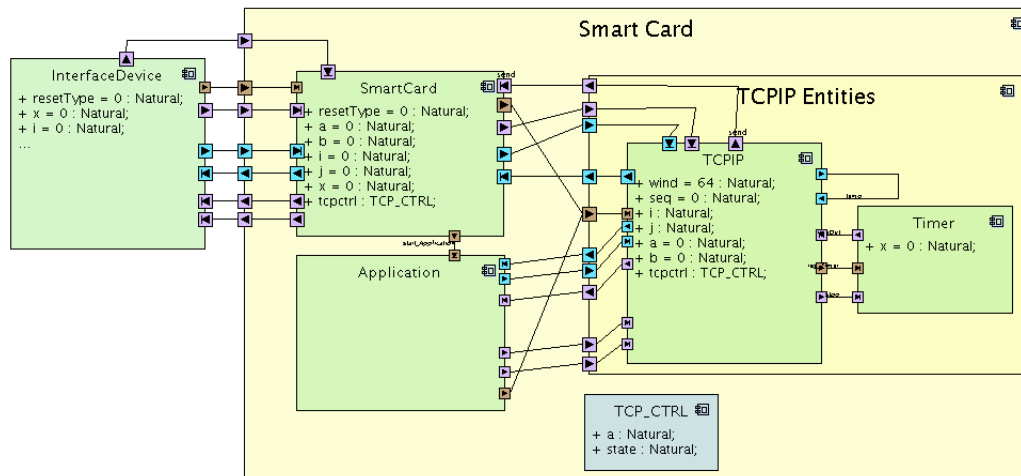 Smart Card
InterfaceDevice
+ resetType = 0 : Natural;
+ x = 0 : Natural;
+ i = 0 : Natural;
...
SmartCard
+ resetType = 0 : Natural;
+ a = 0 : Natural;
+ b = 0 : Natural;
+ i = 0 : Natural;
+ j = 0 : Natural;
+ x = 0 : Natural;
+ tcpctrl : TCP_CTRL;
send
start_Application
Application
TCPIP Entities
send
TCPIP
+ wind = 64 : Natural;
+ seq = 0 : Natural;
+ i : Natural;
+ j : Natural;
+ a = 0 : Natural;
+ b = 0 : Natural;
+ tcpctrl : TCP_CTRL;
Timer
+ x = 0 : Natural;
TCP_CTRL
+ a : Natural;
+ state : Natural;